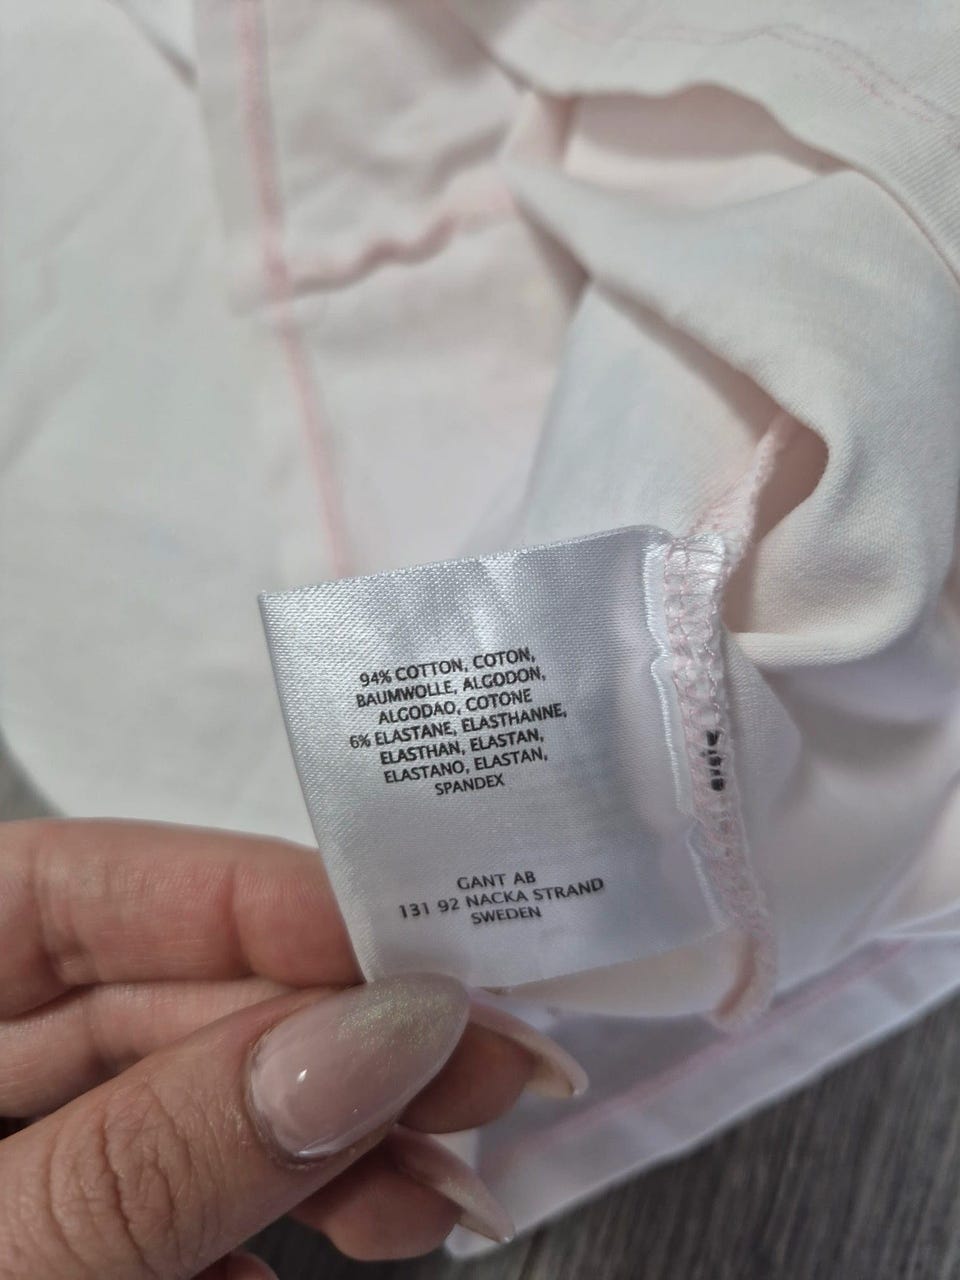 94% COTTON, COTON,
BAUMWOLLE, ALGODON,
ALGODAO, COTONE
6% ELASTANE, ELASTHANNE,
ELASTHAN, ELASTAN,
ELASTANO, ELASTAN,
SPANDEX
GANT AB
131 92 NACKA STRAND
SWEDEN